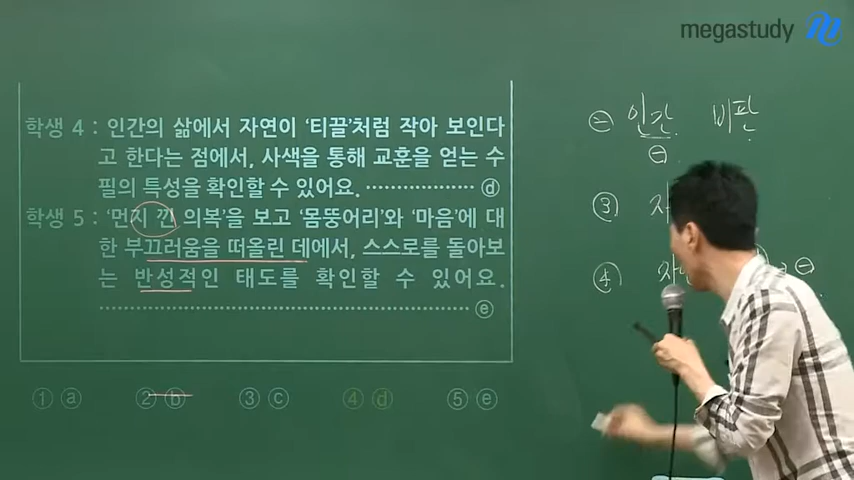 megastudy
학생 4 : 인간의 삶에서 자연이 '티끌'처럼 작아 보인다
고 한다는 점에서, 사색을 통해 교훈을 얻는 수
필의 특성을 확인할 수 있어요. ⓓ
학생 5 : '먼지 낀 의복'을 보고 '몸뚱어리'와 '마음'에 대
한 부끄러움을 떠올린 데에서, 스스로를 돌아보
는 반성적인 태도를 확인할 수 있어요.
ⓔ
① ⓐ ② ⓑ ③ ⓒ ④ ⓓ ⑤ ⓔ
인간 비판
③ 자
④